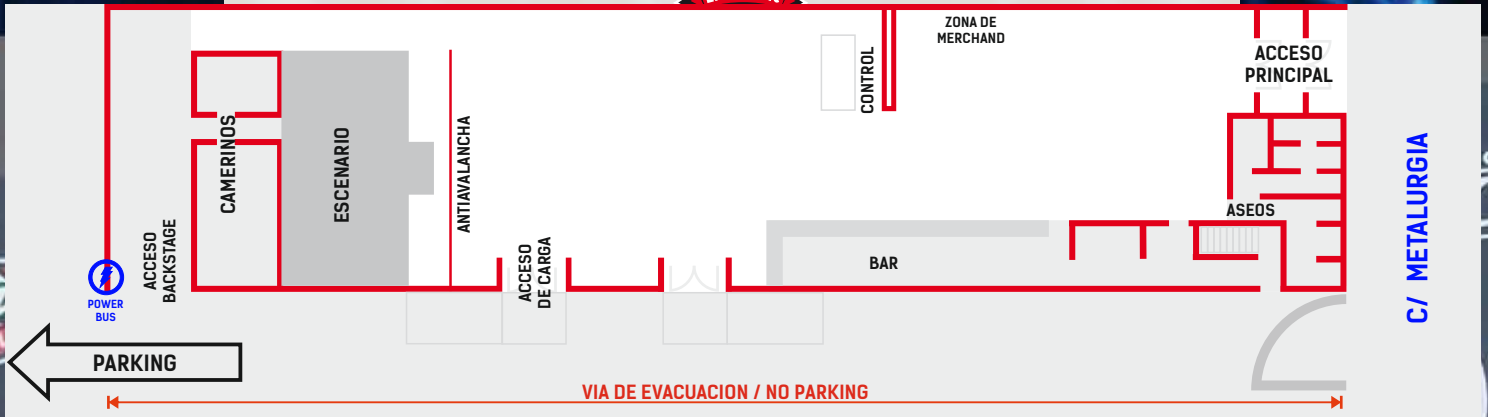 ZONA DE
MERCHAND
ACCESO
PRINCIPAL
CONTROL
CAMERINOS
ESCENARIO
ANTIAVALANCHA
ACCESO
BACKSTAGE
ACCESO
DE CARGA
BAR
ASEOS
C/ METALURGIA
POWER
BUS
PARKING
VIA DE EVACUACION / NO PARKING